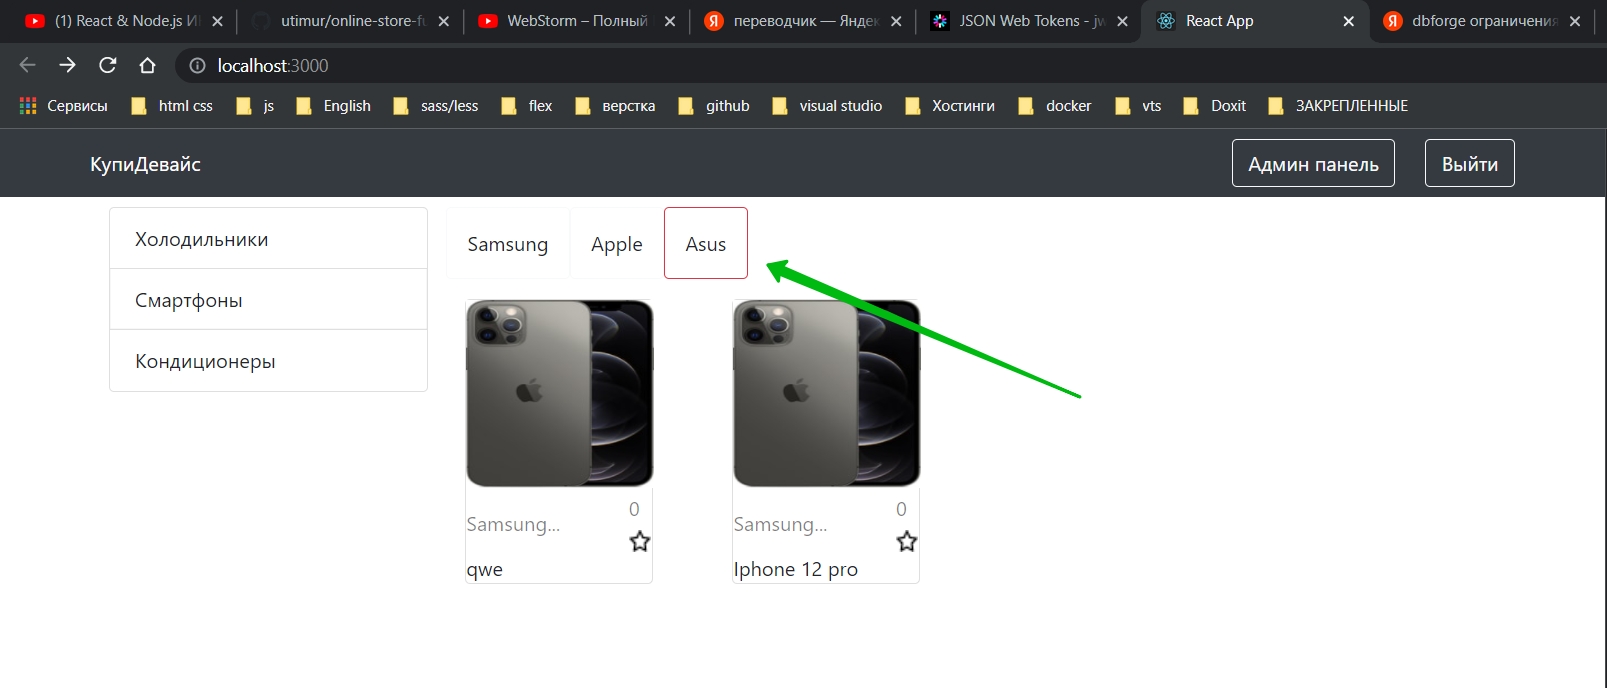 (1) React & Node.js И
utimur/online-store-fu
WebStorm – Полный
переводчик — Яндек
JSON Web Tokens - jw
React App
dbforge ограничения
localhost:3000
Сервисы
html css
js
English
sass/less
flex
верстка
github
visual studio
Хостинги
docker
vts
Doxit
ЗАКРЕПЛЕННЫЕ
КупиДевайс
Админ панель
Выйти
Холодильники
Смартфоны
Кондиционеры
Samsung
Apple
Asus
Samsung...
0
qwe
Samsung...
0
Iphone 12 pro